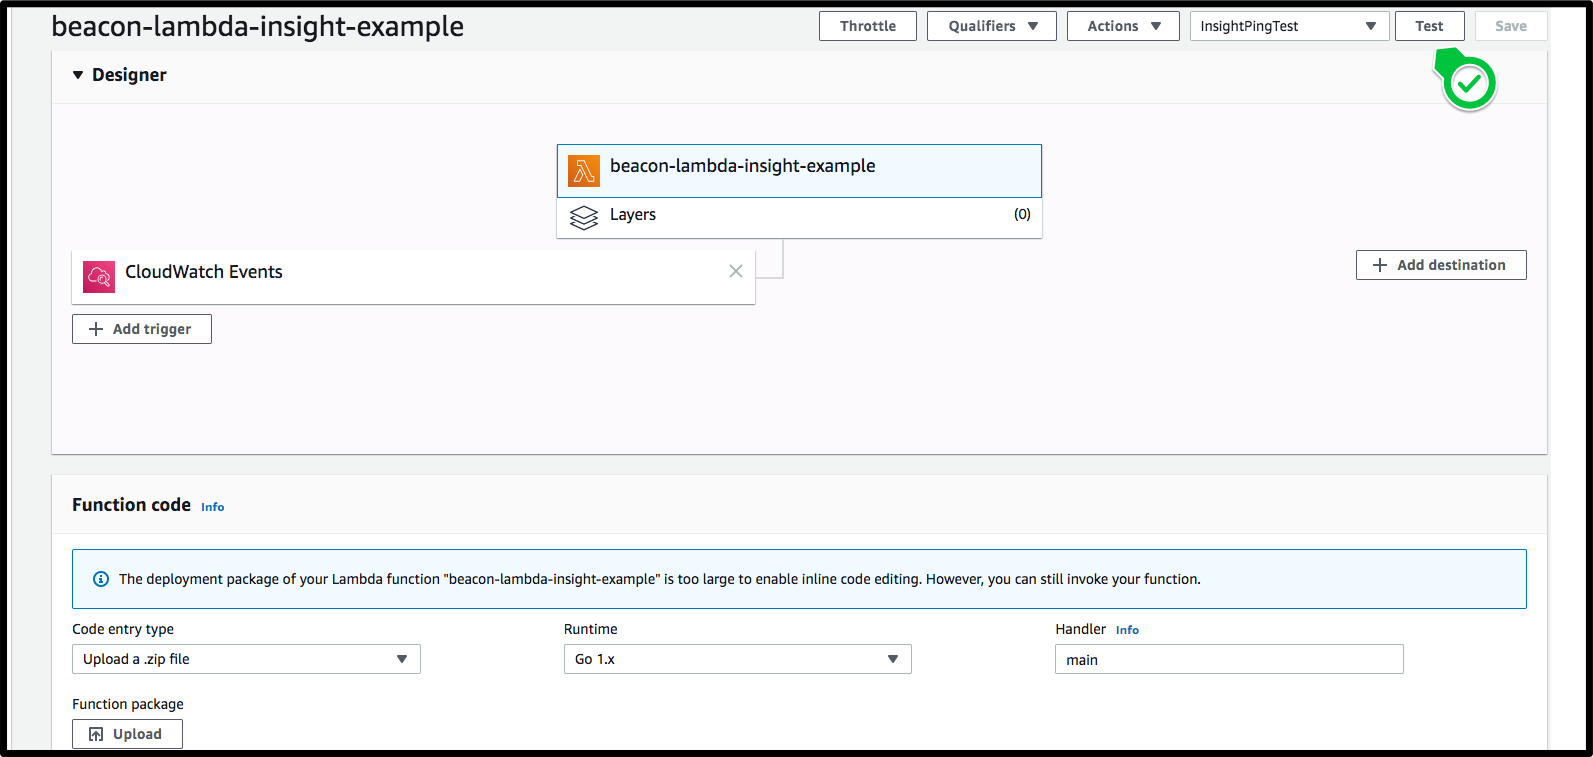 beacon-lambda-insight-example
Throttle
Qualifiers
Actions
InsightPingTest
Test
Save
Designer
beacon-lambda-insight-example
Layers (0)
CloudWatch Events
Add destination
Add trigger
Function code Info
The deployment package of your Lambda function "beacon-lambda-insight-example" is too large to enable inline code editing. However, you can still invoke your function.
Code entry type
Runtime
Handler Info
Upload a .zip file
Go 1.x
main
Function package
Upload